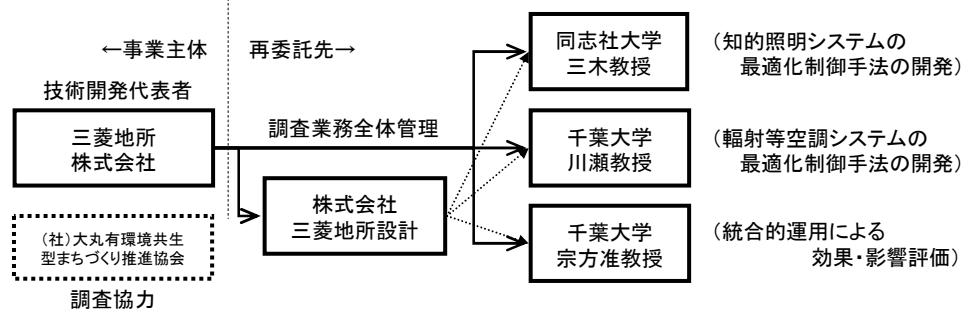 ←事業主体
再委託先→
技術開発代表者
三菱地所
株式会社
調査業務全体管理
株式会社
三菱地所設計
(社)大丸有環境共生
型まちづくり推進協会
調査協力
同志社大学
三木教授
(知的照明システムの
最適化制御手法の開発)
千葉大学
川瀬教授
(輻射等空調システムの
最適化制御手法の開発)
千葉大学
宗方准教授
(統合的運用による
効果・影響評価)